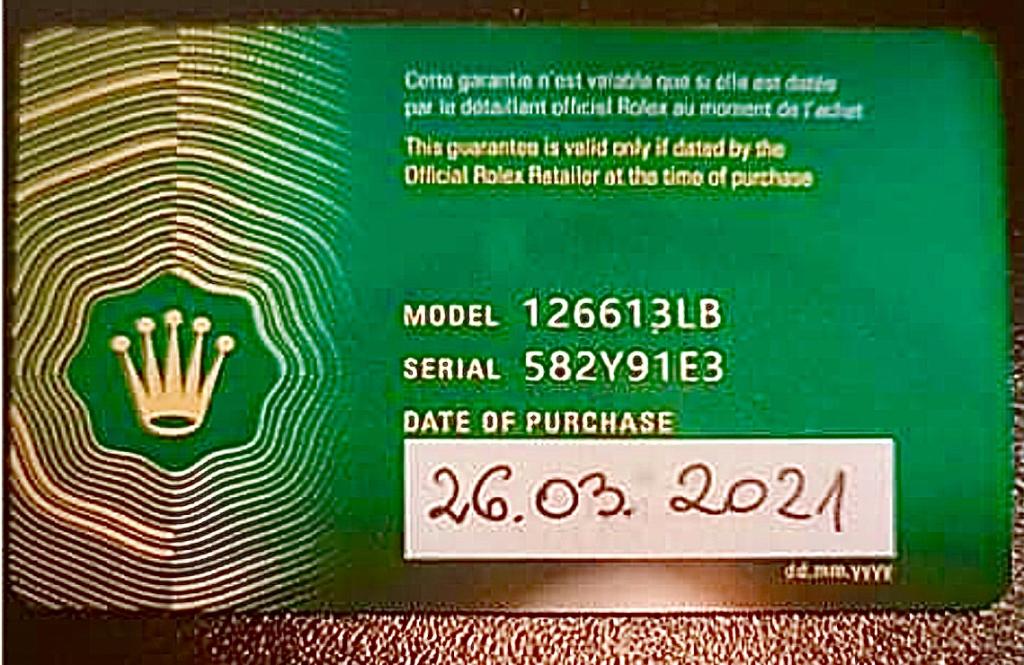 Cette garantie n'est valable que si elle est datée
par le détaillant officiel Rolex au moment de l'achat
This guarantee is valid only if dated by the
Official Rolex Retailer at the time of purchase
MODEL 126613LB
SERIAL 582Y91E3
DATE OF PURCHASE
26.03.2021
dd.mm.yyyy